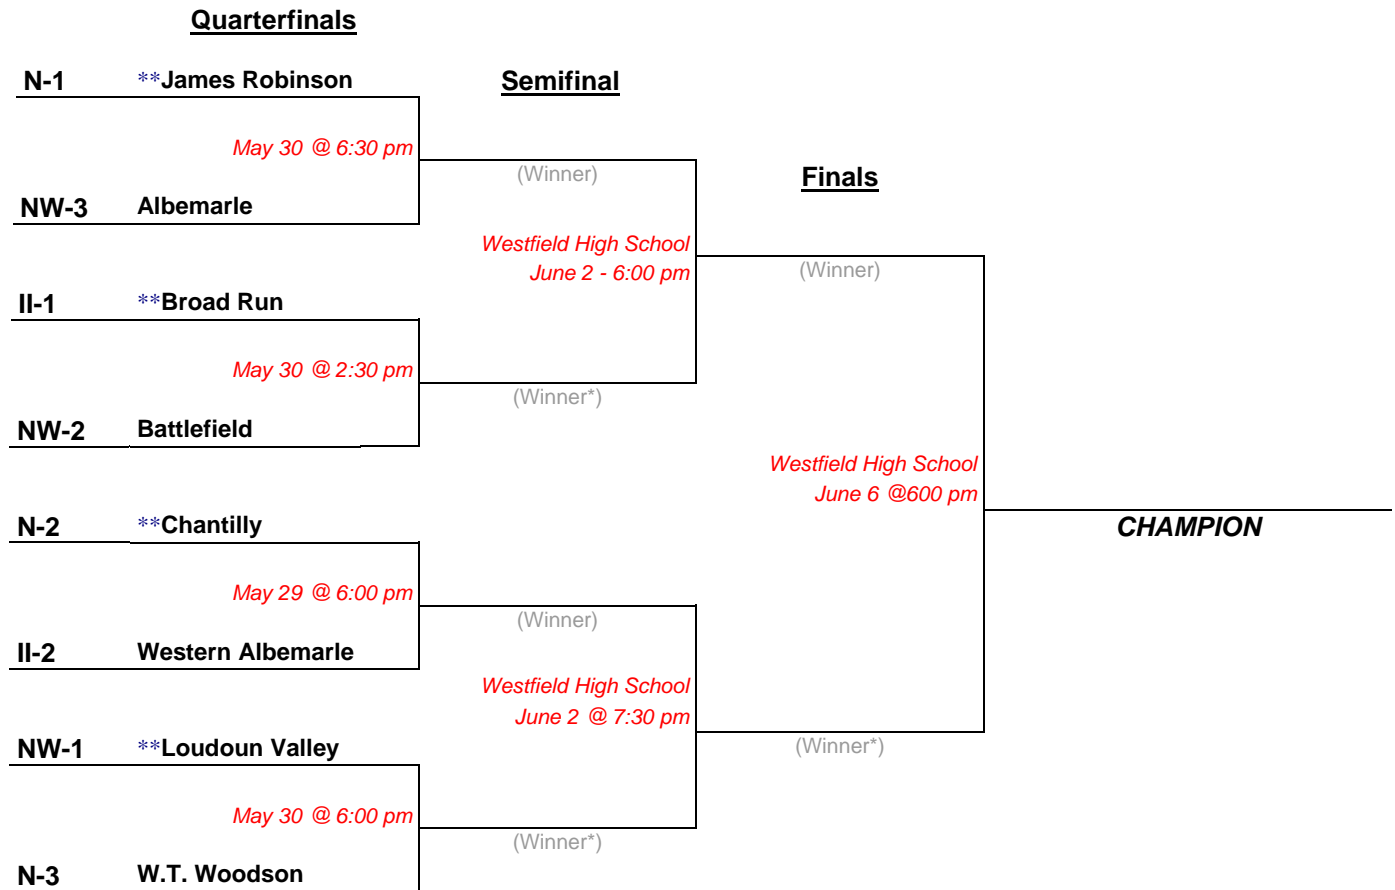 Quarterfinals
N-1 **James Robinson
Semifinal
May 30 @ 6:30 pm
(Winner)
Finals
NW-3 Albemarle
Westfield High School
June 2 - 6:00 pm
(Winner)
II-1 **Broad Run
May 30 @ 2:30 pm
(Winner*)
NW-2 Battlefield
Westfield High School
June 6 @600 pm
N-2 **Chantilly
CHAMPION
May 29 @ 6:00 pm
(Winner)
II-2 Western Albemarle
Westfield High School
June 2 @ 7:30 pm
NW-1 **Loudoun Valley
(Winner*)
May 30 @ 6:00 pm
(Winner*)
N-3 W.T. Woodson